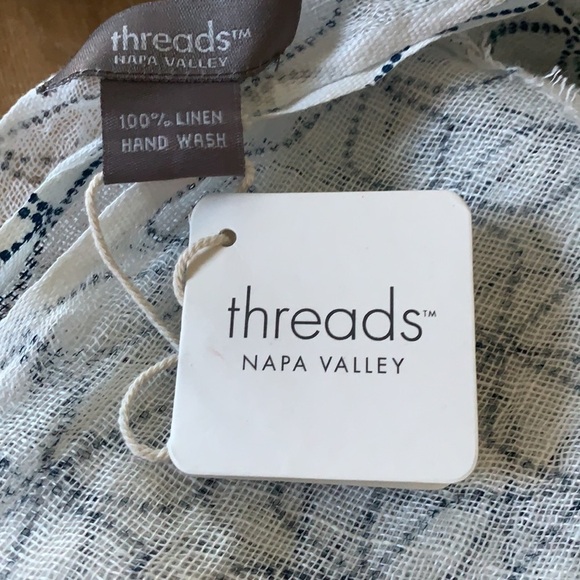 threads™
NAPA VALLEY
100% LINEN
HAND WASH
threads™
NAPA VALLEY